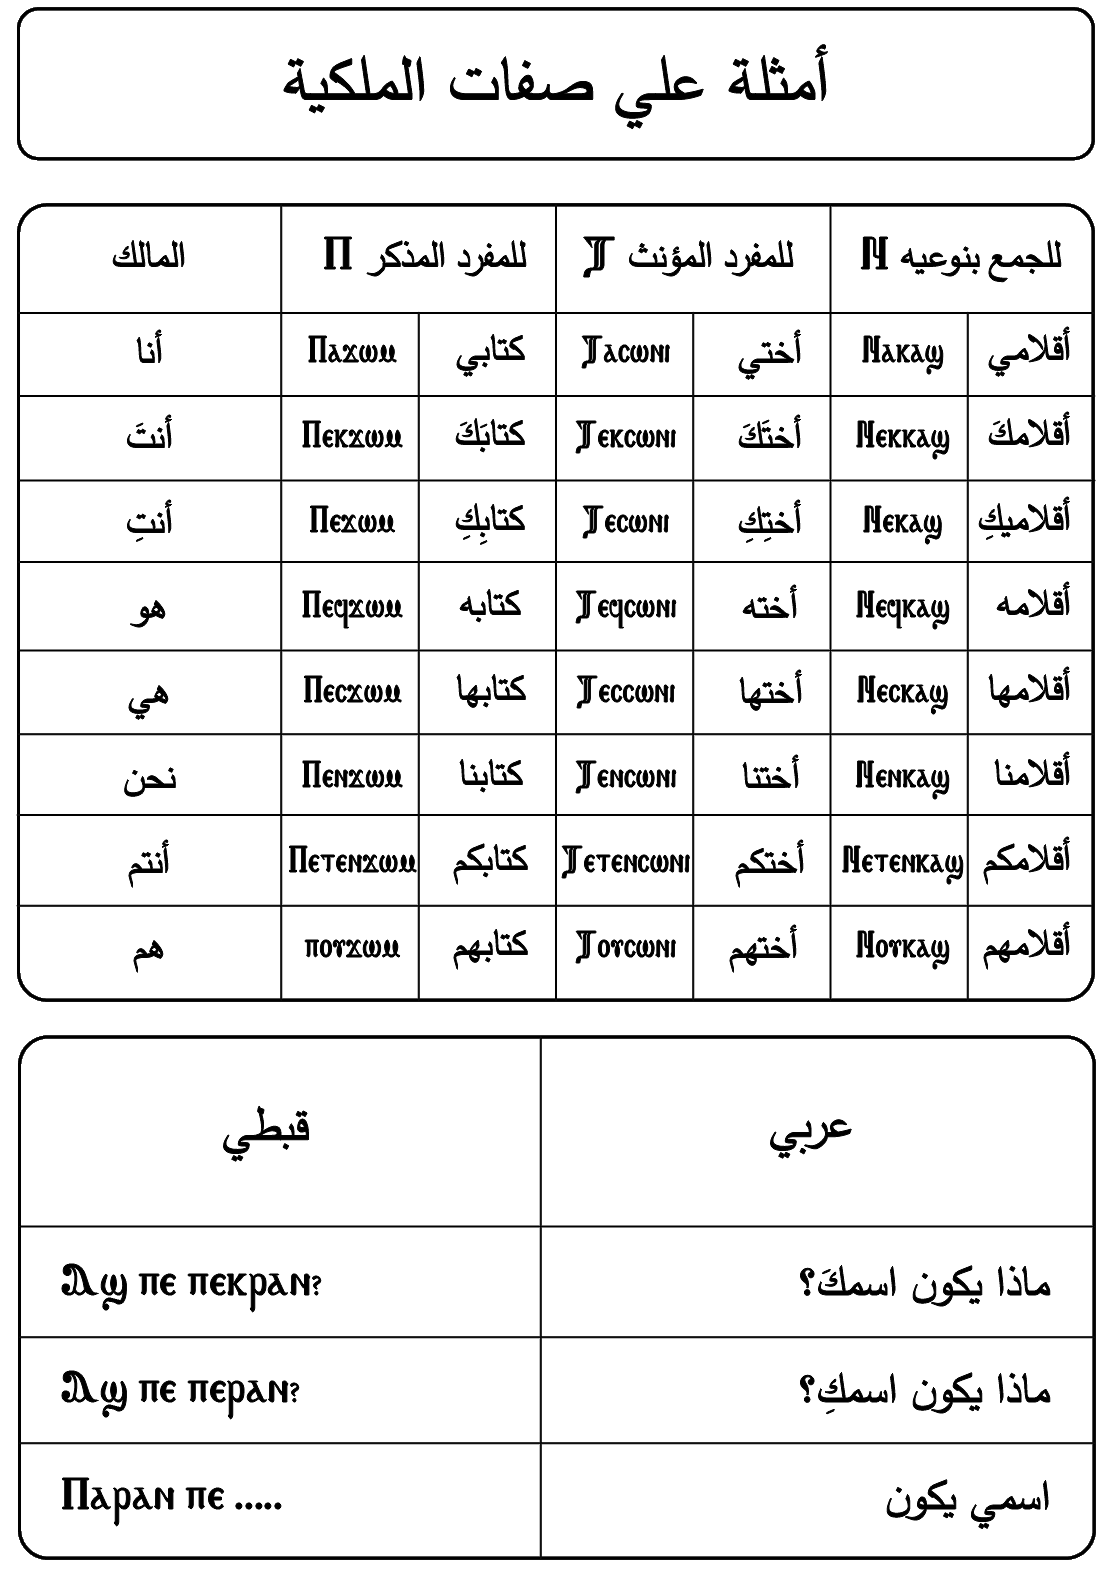 أمثلة علي صفات الملكية
المالك	للمفرد المذكر Ⲡ	للمفرد المؤنث Ⲧ	للجمع بنوعيه Ⲛ
أنا	Ⲡⲁϫⲱⲙ	كتابي	Ⲧⲁⲥⲱⲛⲓ	أختي	Ⲛⲁⲕⲁϣ	أقلامي
أنتَ	Ⲡⲉⲕϫⲱⲙ	كتابَكَ	Ⲧⲉⲕⲥⲱⲛⲓ	أختَكَ	Ⲛⲉⲕⲕⲁϣ	أقلامكَ
أنتِ	Ⲡⲉϫⲱⲙ	كتابِكِ	Ⲧⲉⲥⲱⲛⲓ	أختِكِ	Ⲛⲉⲕⲁϣ	أقلاميكِ
هو	Ⲡⲉϥϫⲱⲙ	كتابه	Ⲧⲉϥⲥⲱⲛⲓ	أخته	Ⲛⲉϥⲕⲁϣ	أقلامه
هي	Ⲡⲉⲥϫⲱⲙ	كتابها	Ⲧⲉⲥⲥⲱⲛⲓ	أختها	Ⲛⲉⲥⲕⲁϣ	أقلامها
نحن	Ⲡⲉⲛϫⲱⲙ	كتابنا	Ⲧⲉⲛⲥⲱⲛⲓ	أختنا	Ⲛⲉⲛⲕⲁϣ	أقلامنا
أنتم	Ⲡⲉⲧⲉⲛϫⲱⲙ	كتابكم	Ⲧⲉⲧⲉⲛⲥⲱⲛⲓ	أختكم	Ⲛⲉⲧⲉⲛⲕⲁϣ	أقلامكم
هم	ⲡⲟⲩϫⲱⲙ	كتابهم	Ⲧⲟⲩⲥⲱⲛⲓ	أختهم	Ⲛⲟⲩⲕⲁϣ	أقلامهم
قبطي	عربي
Ⲁϣ ⲡⲉ ⲡⲉⲕⲣⲁⲛ?	ماذا يكون اسمكَ؟
Ⲁϣ ⲡⲉ ⲡⲉⲣⲁⲛ?	ماذا يكون اسمكِ؟
Ⲡⲁⲣⲁⲛ ⲡⲉ .....	اسمي يكون